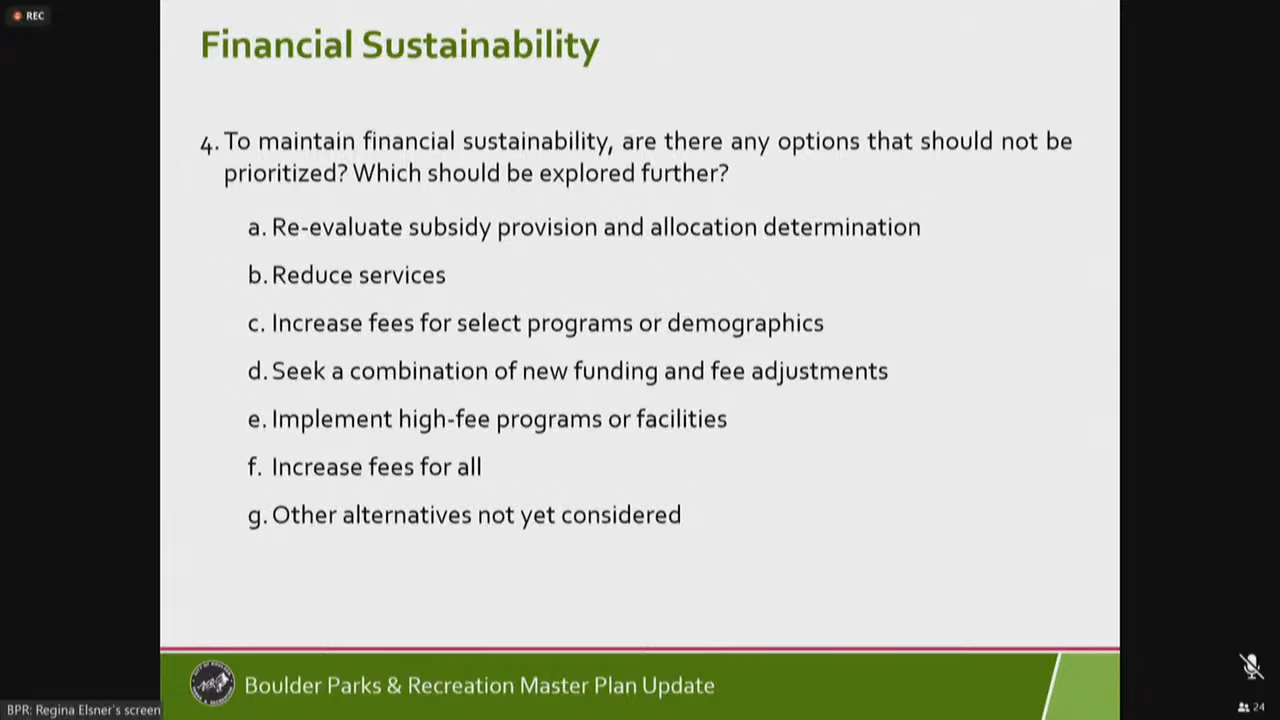 REC
Financial Sustainability
4. To maintain financial sustainability, are there any options that should not be
prioritized? Which should be explored further?
a. Re-evaluate subsidy provision and allocation determination
b. Reduce services
c. Increase fees for select programs or demographics
d. Seek a combination of new funding and fee adjustments
e. Implement high-fee programs or facilities
f. Increase fees for all
g. Other alternatives not yet considered
Boulder Parks & Recreation Master Plan Update
BPR: Regina Elsner's screen
24